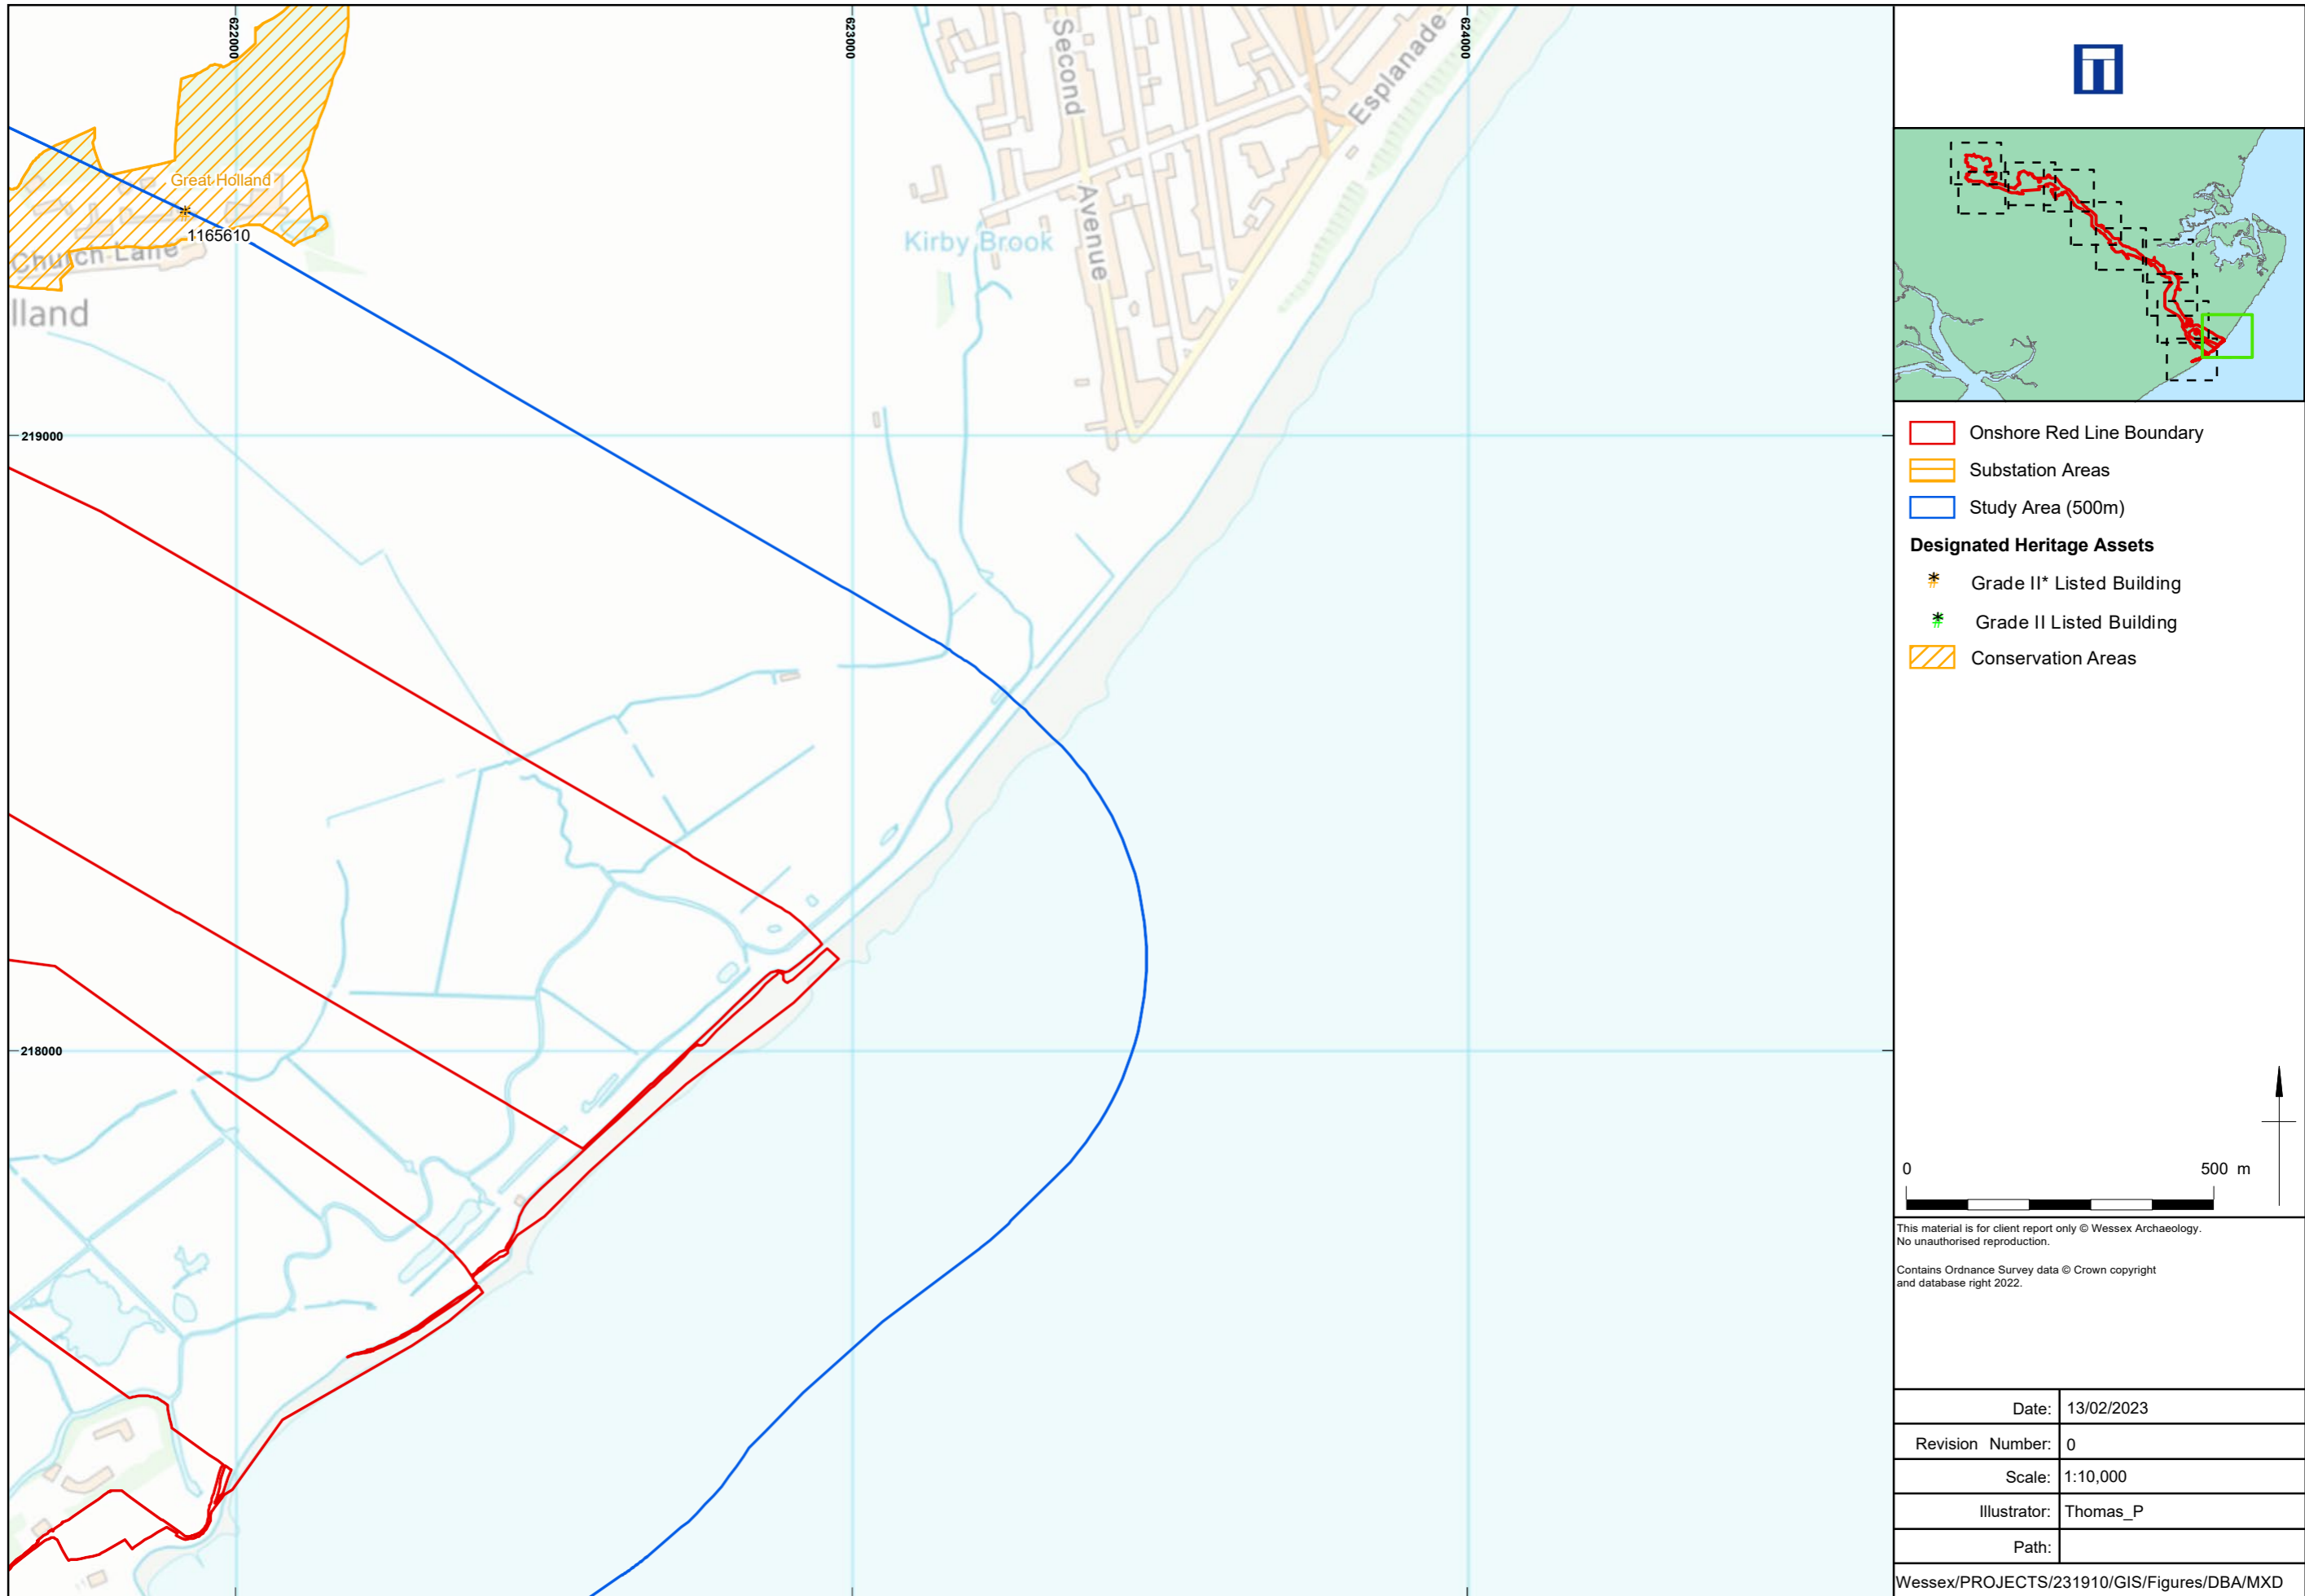 622000
623000
624000
Second
Esplanade
Great Holland
1165610
Church Lane
Kirby Brook
Avenue
lland
219000
218000
Onshore Red Line Boundary
Substation Areas
Study Area (500m)
Designated Heritage Assets
Grade II* Listed Building
Grade II Listed Building
Conservation Areas
0 500 m
This material is for client report only © Wessex Archaeology.
No unauthorised reproduction.
Contains Ordnance Survey data © Crown copyright
and database right 2022.
Date: 13/02/2023
Revision Number: 0
Scale: 1:10,000
Illustrator: Thomas_P
Path:
Wessex/PROJECTS/231910/GIS/Figures/DBA/MXD